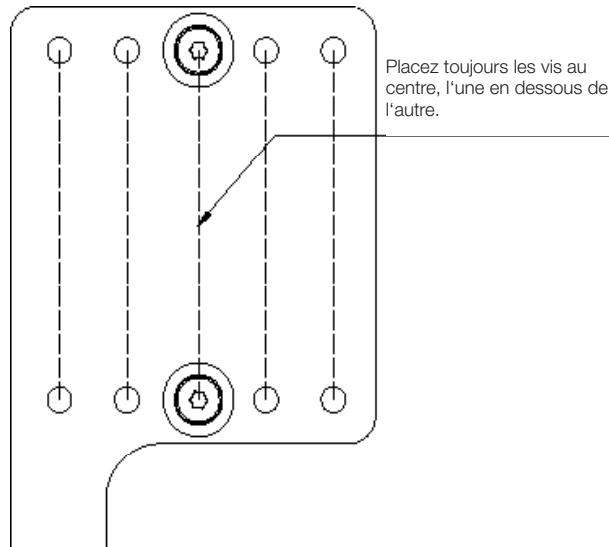 Placez toujours les vis au
centre, l‘une en dessous de
l‘autre.